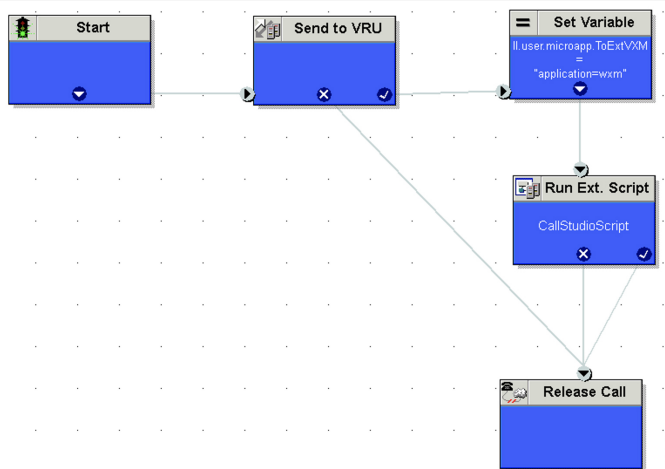 Start
Send to VRU
Set Variable
ll.user.microapp.ToExtVXM
=
"application=wxm"
Run Ext. Script
CallStudioScript
Release Call